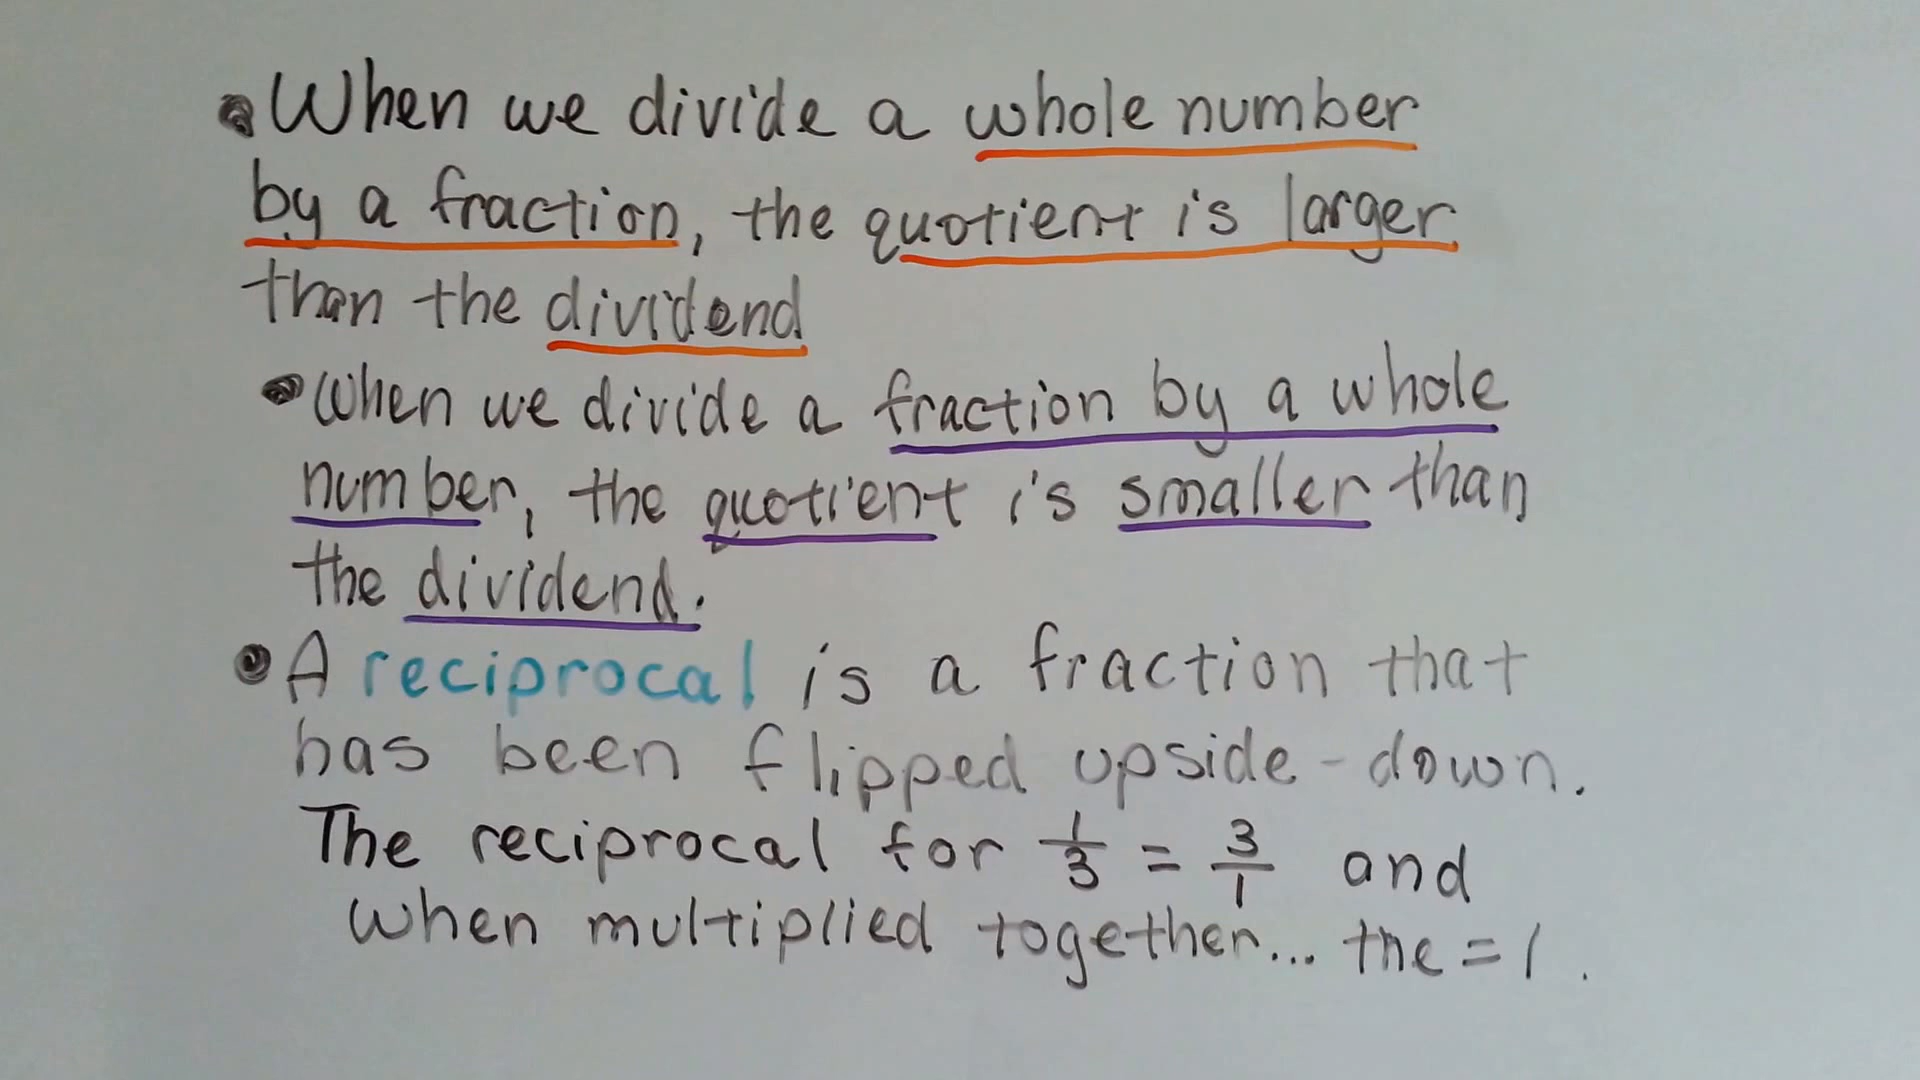 • When we divide a whole number
by a fraction, the quotient is larger
than the dividend
• When we divide a fraction by a whole
number, the quotient is smaller than
the dividend.
• A reciprocal is a fraction that
has been flipped upside-down.
The reciprocal for 1/3 = 3/1 and
when multiplied together... the = 1.